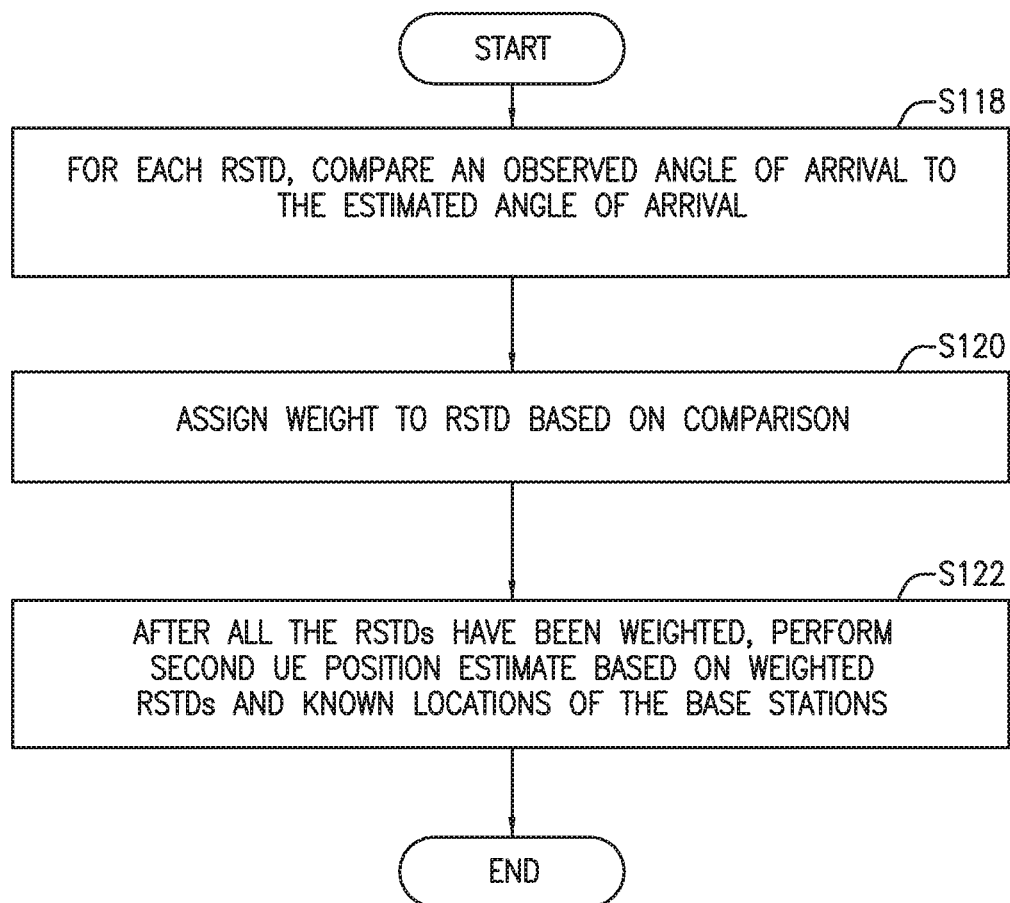 START
S118
FOR EACH RSTD, COMPARE AN OBSERVED ANGLE OF ARRIVAL TO
THE ESTIMATED ANGLE OF ARRIVAL
S120
ASSIGN WEIGHT TO RSTD BASED ON COMPARISON
S122
AFTER ALL THE RSTDs HAVE BEEN WEIGHTED, PERFORM
SECOND UE POSITION ESTIMATE BASED ON WEIGHTED
RSTDs AND KNOWN LOCATIONS OF THE BASE STATIONS
END